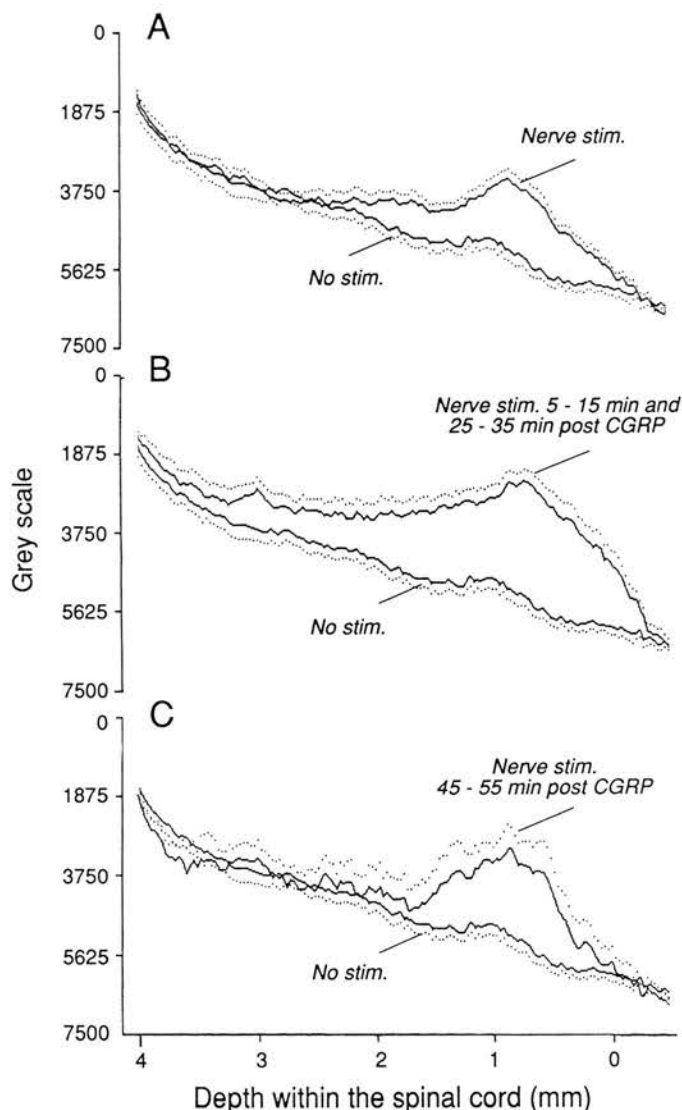 A
0
1875
3750
5625
7500
Nerve stim.
No stim.
B
0
1875
3750
5625
7500
Nerve stim. 5 - 15 min and
25 - 35 min post CGRP
No stim.
Grey scale
C
0
1875
3750
5625
7500
Nerve stim.
45 - 55 min post CGRP
No stim.
4 3 2 1 0
Depth within the spinal cord (mm)